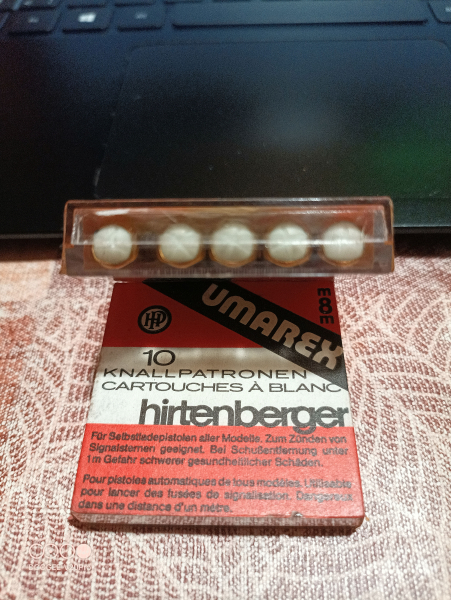 8mm
UMAREX
10
KNALLPATRONEN
CARTOUCHES À BLANC
hirtenberger
Für Selbstladepistolen aller Modelle. Zum Zünden von
Signalsternen geeignet. Bei Schußentfernung unter
1m Gefahr schwerer gesundheitlicher Schäden.
Pour pistoles automatiques de tous modèles. Utilisable
pour lancer des fusées de signalisation. Dangereux
dans une distance d'un mètre.